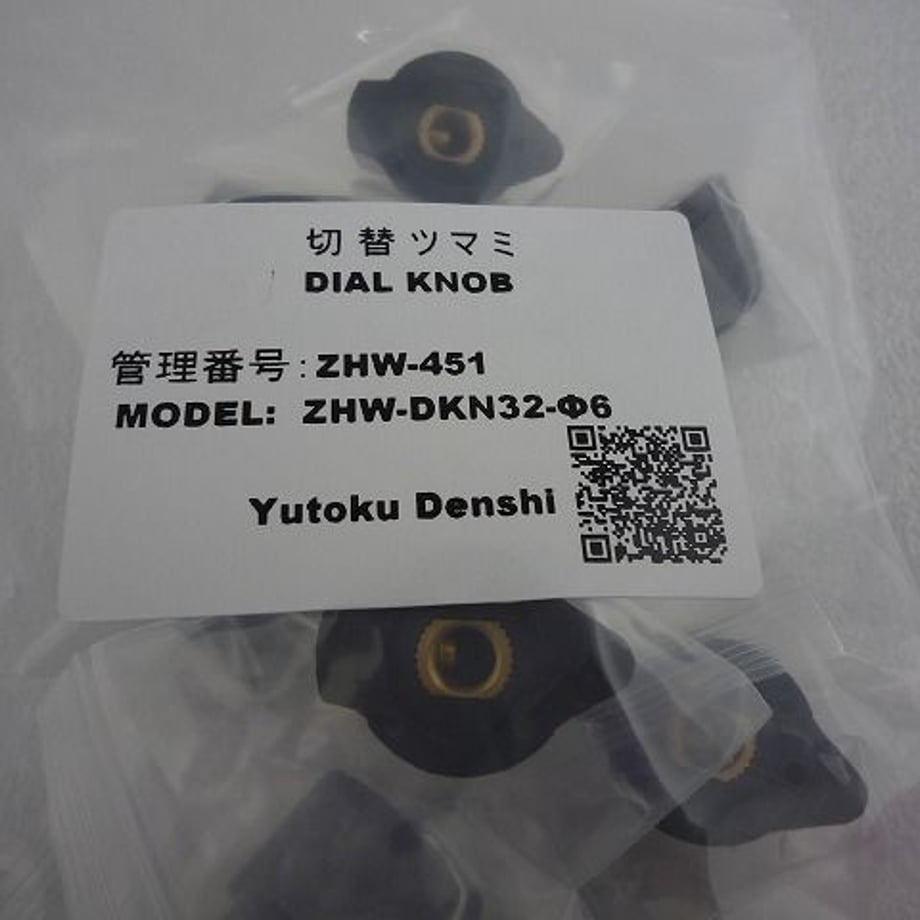 切替ツマミ
DIAL KNOB
管理番号:ZHW-451
MODEL: ZHW-DKN32-Φ6
Yutoku Denshi